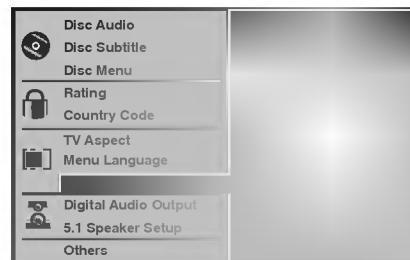 Disc Audio
Disc Subtitle
Disc Menu
Rating
Country Code
TV Aspect
Menu Language
Digital Audio Output
5.1 Speaker Setup
Others